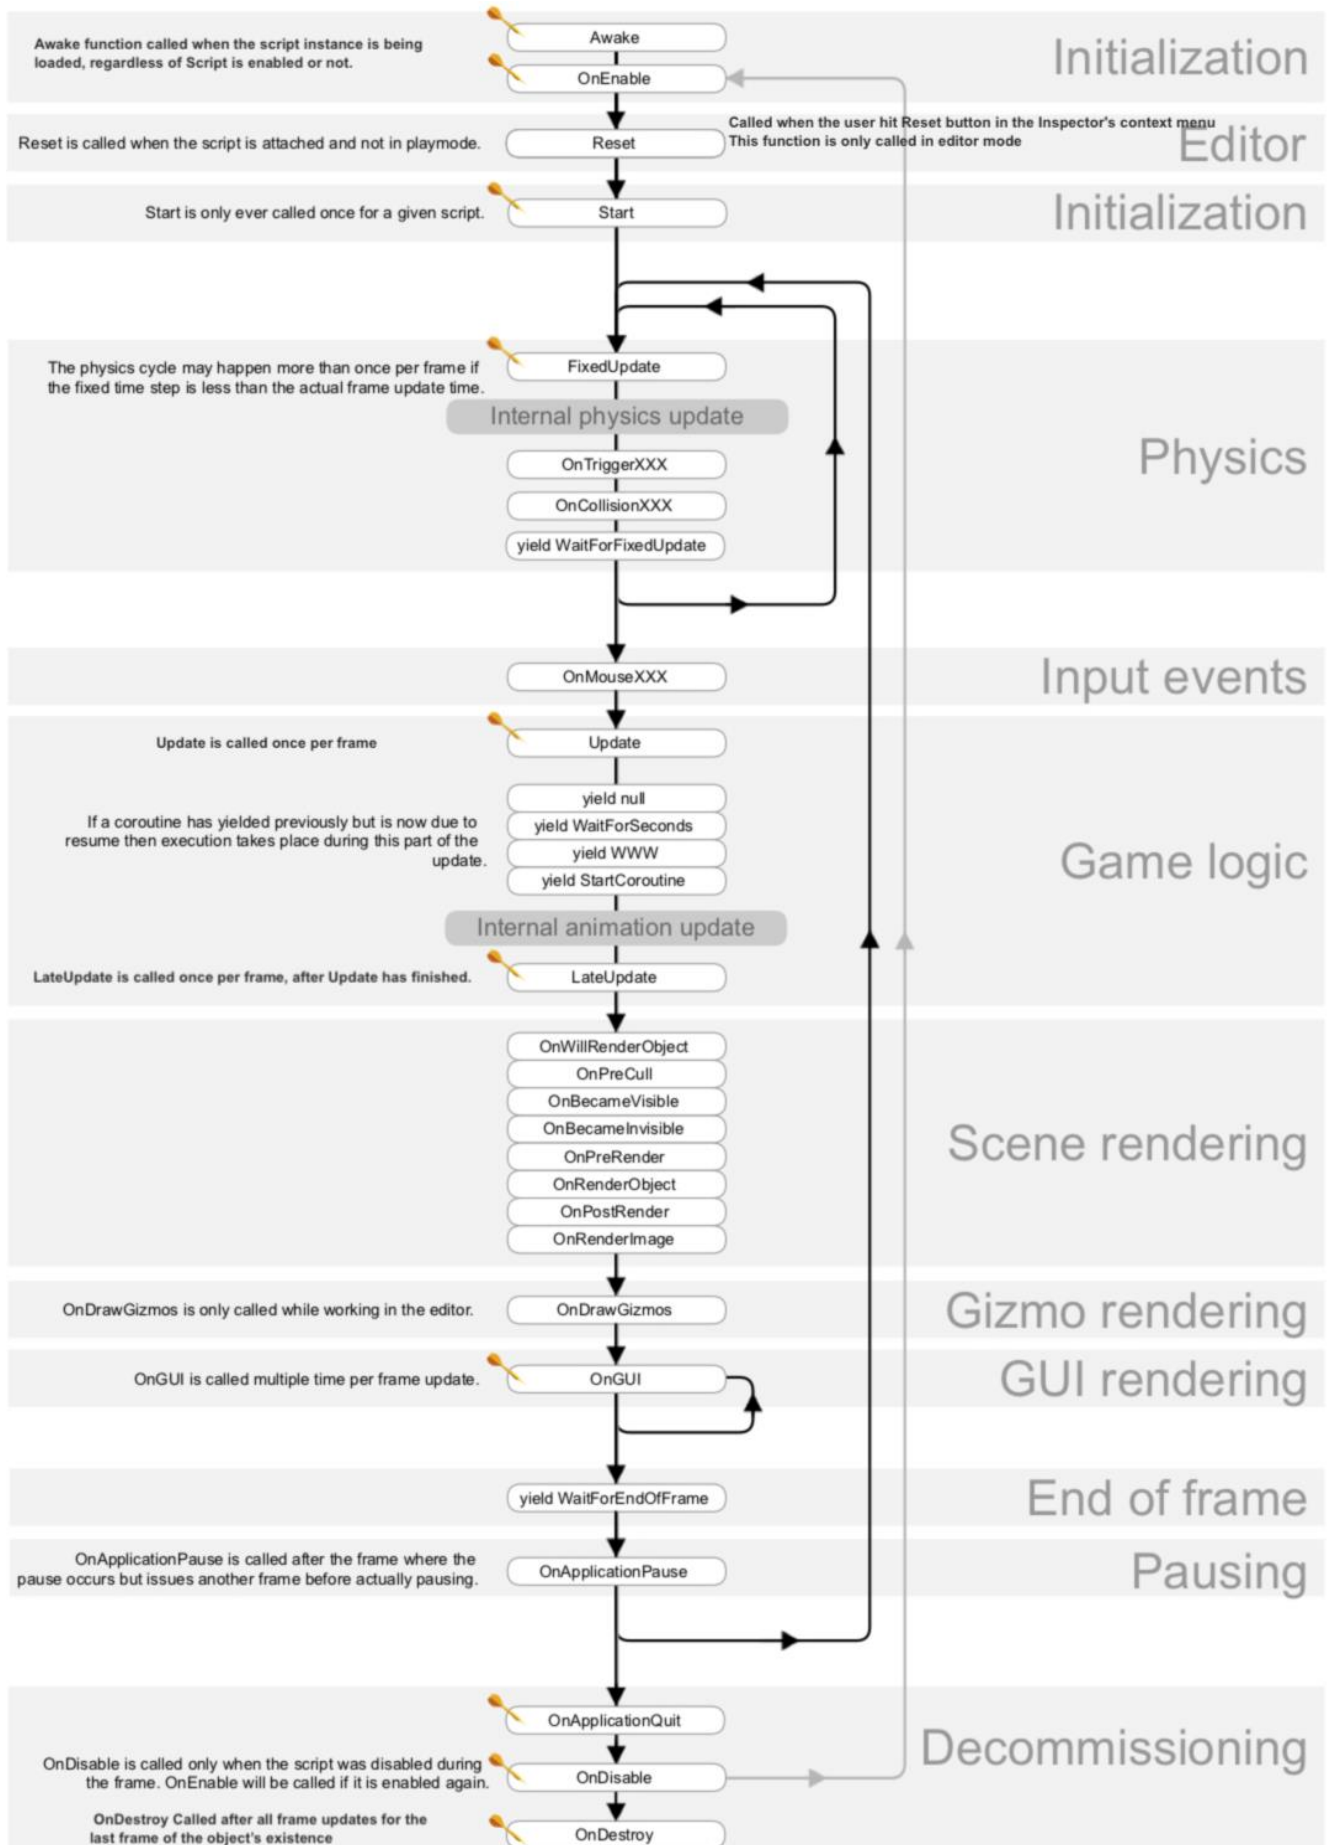 Awake function called when the script instance is being
loaded, regardless of Script is enabled or not.
Awake
OnEnable
Initialization
Reset is called when the script is attached and not in playmode.
Reset
Called when the user hit Reset button in the Inspector's context menu
This function is only called in editor mode
Editor
Start is only ever called once for a given script.
Start
Initialization
The physics cycle may happen more than once per frame if
the fixed time step is less than the actual frame update time.
FixedUpdate
Internal physics update
OnTriggerXXX
OnCollisionXXX
yield WaitForFixedUpdate
Physics
OnMouseXXX
Input events
Update is called once per frame
Update
If a coroutine has yielded previously but is now due to
resume then execution takes place during this part of the
update.
yield null
yield WaitForSeconds
yield WWW
yield StartCoroutine
Internal animation update
LateUpdate is called once per frame, after Update has finished.
LateUpdate
Game logic
OnWillRenderObject
OnPreCull
OnBecameVisible
OnBecameInvisible
OnPreRender
OnRenderObject
OnPostRender
OnRenderImage
Scene rendering
OnDrawGizmos is only called while working in the editor.
OnDrawGizmos
Gizmo rendering
OnGUI is called multiple time per frame update.
OnGUI
GUI rendering
yield WaitForEndOfFrame
End of frame
OnApplicationPause is called after the frame where the
pause occurs but issues another frame before actually pausing.
OnApplicationPause
Pausing
OnApplicationQuit
OnDisable is called only when the script was disabled during
the frame. OnEnable will be called if it is enabled again.
OnDisable
Decommissioning
OnDestroy Called after all frame updates for the
last frame of the object's existence
OnDestroy